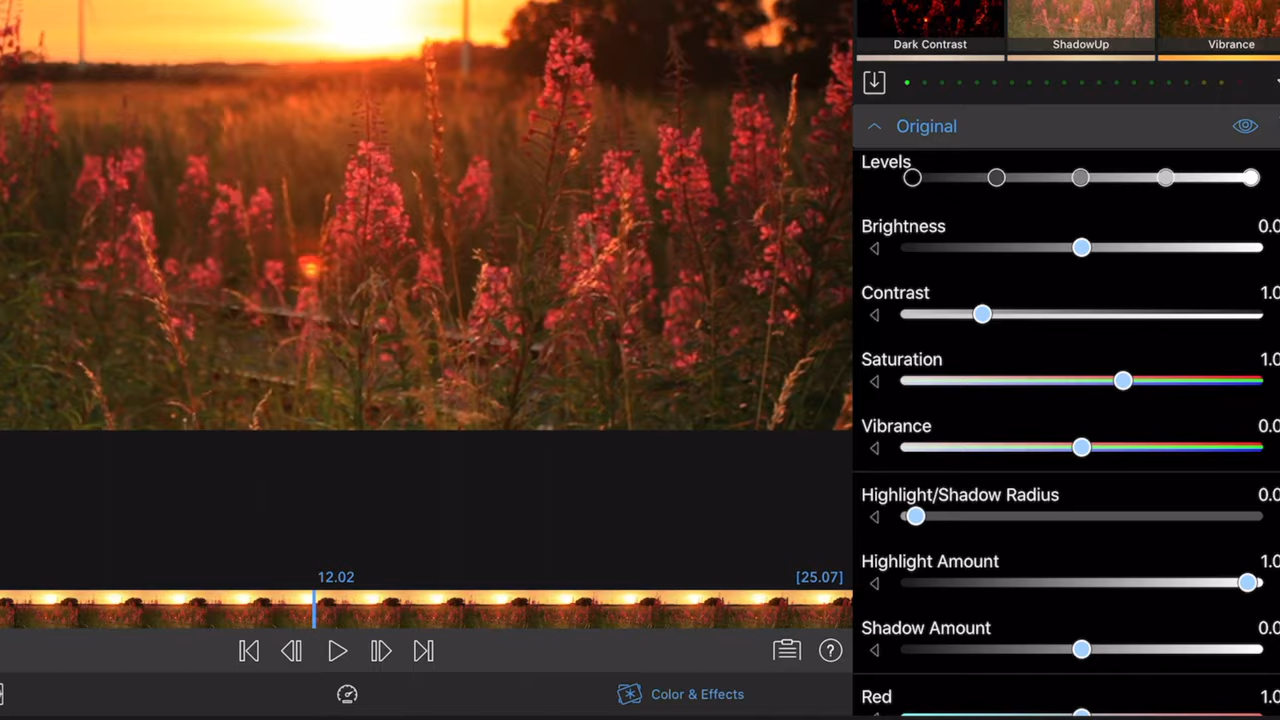 Dark Contrast
ShadowUp
Vibrance
Original
Levels
Brightness 0.0
Contrast 1.0
Saturation 1.0
Vibrance 0.0
Highlight/Shadow Radius 0.0
Highlight Amount 1.0
Shadow Amount 0.0
Red 1.0
12.02 [25.07]
?
Color & Effects